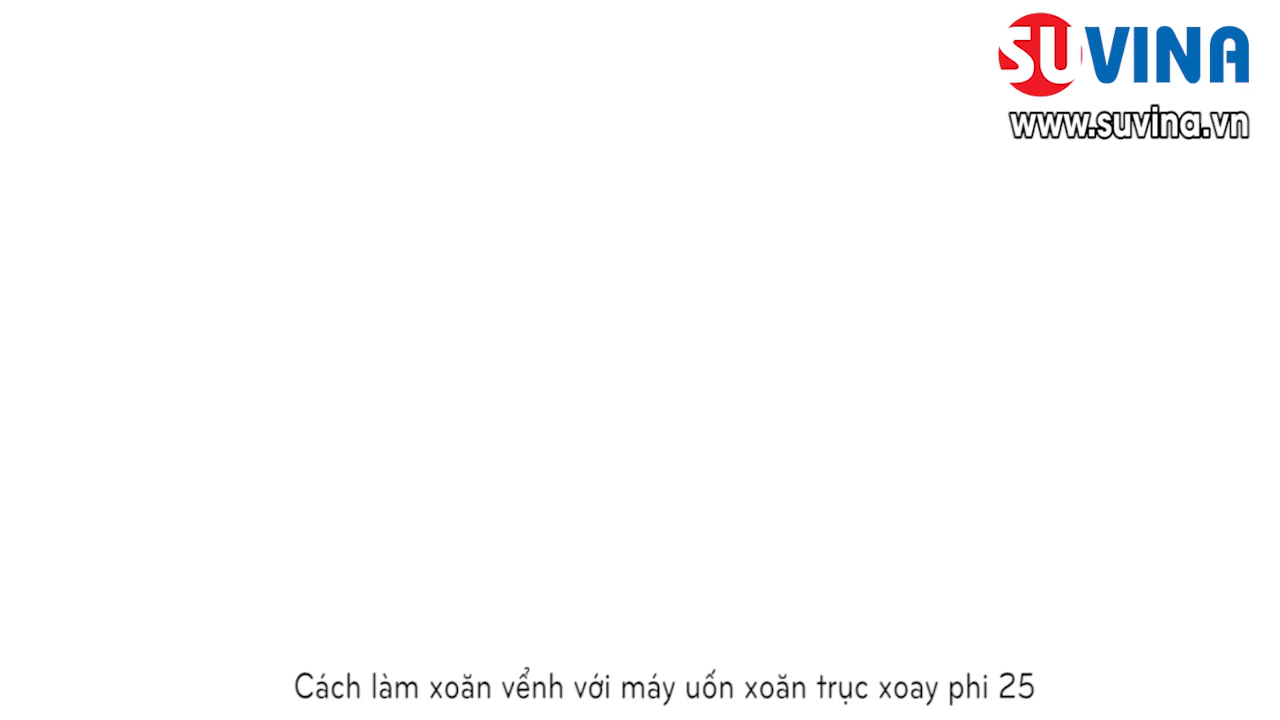 SUVINA
www.suvina.vn
Cách làm xoăn vểnh với máy uốn xoăn trục xoay phi 25